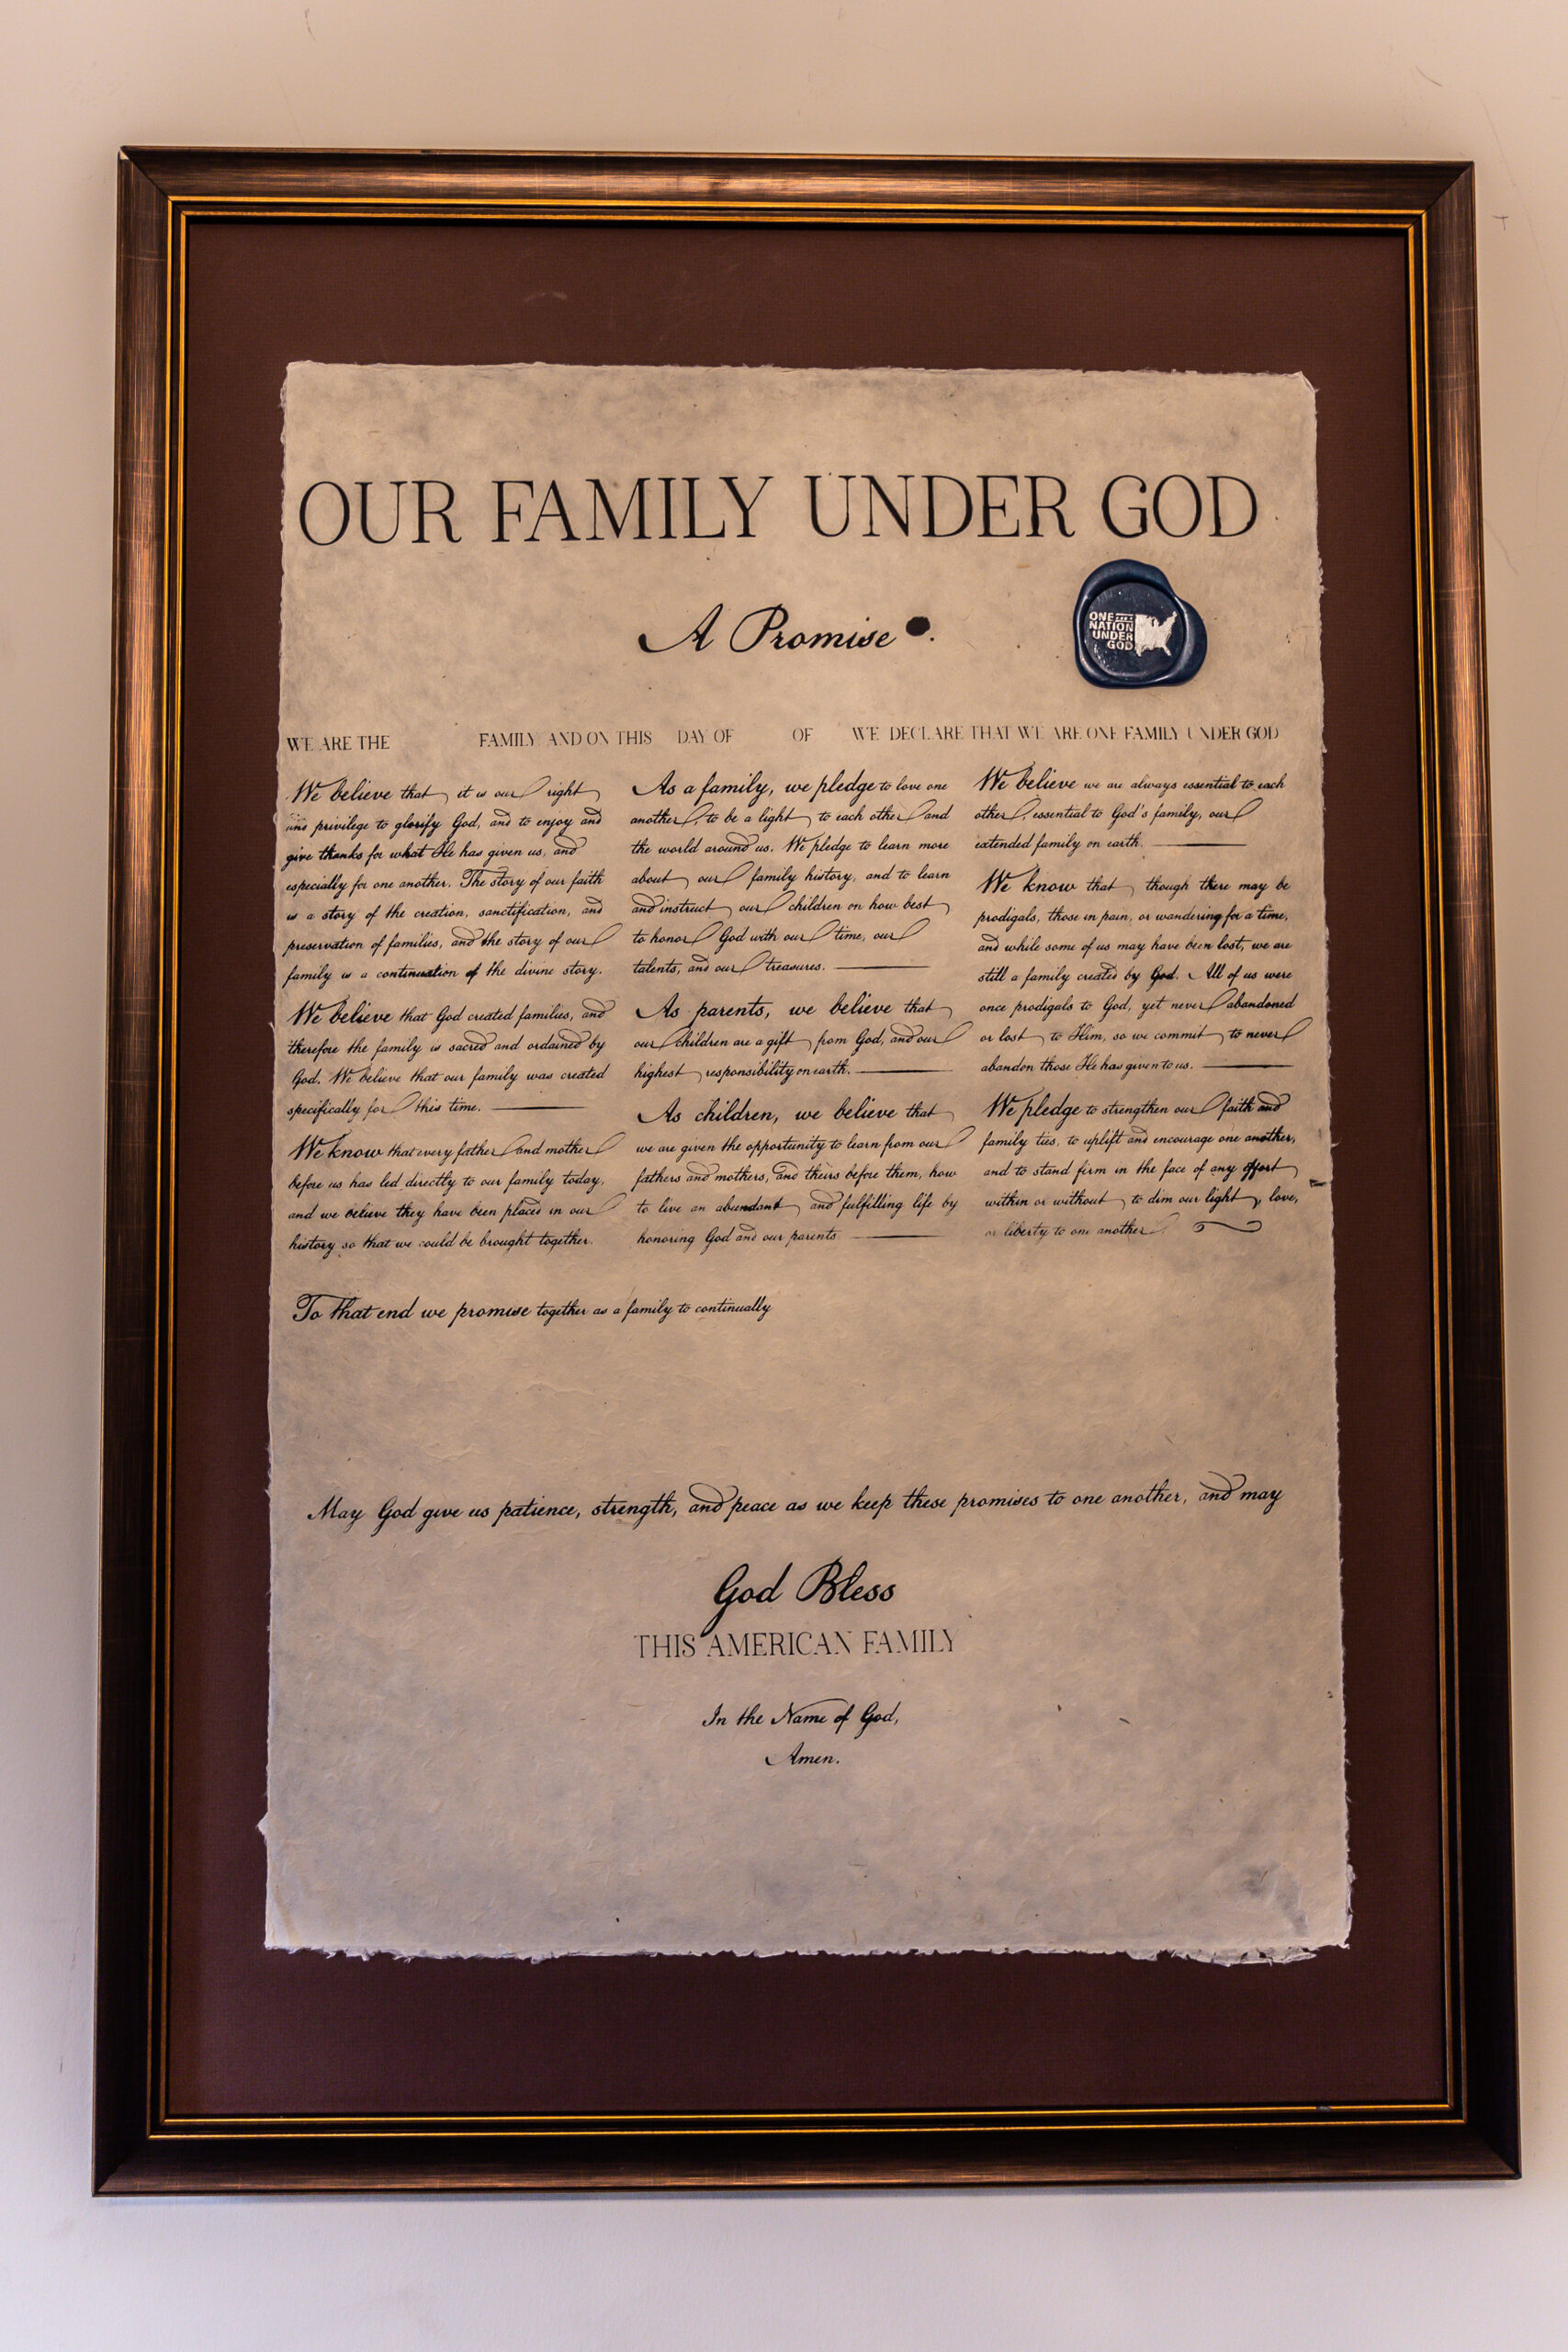 OUR FAMILY UNDER GOD
A Promise
ONE
NATION
UNDER
GOD
WE ARE THE FAMILY AND ON THIS DAY OF OF WE DECLARE THAT WE ARE ONE FAMILY UNDER GOD
We believe that it is our right
and privilege to glorify God, and to enjoy and
give thanks for what He has given us, and
especially for one another. The story of our faith
is a story of the creation, sanctification, and
preservation of families, and the story of our
family is a continuation of the divine story.
We believe that God created families, and
therefore the family is sacred and ordained by
God. We believe that our family was created
specifically for this time.
We know that every father and mother
before us has led directly to our family today,
and we believe they have been placed in our
history so that we could be brought together.
As a family, we pledge to love one
another, to be a light to each other and
the world around us. We pledge to learn more
about our family history, and to learn
and instruct our children on how best
to honor God with our time, our
talents, and our treasures.
As parents, we believe that
our children are a gift from God, and our
highest responsibility on earth.
As children, we believe that
we are given the opportunity to learn from our
fathers and mothers, and theirs before them, how
to live an abundant and fulfilling life by
honoring God and our parents
We believe we are always essential to each
other, essential to God's family, our
extended family on earth.
We know that though there may be
prodigals, those in pain, or wandering for a time,
and while some of us may have been lost, we are
still a family created by God. All of us were
once prodigals to God, yet never abandoned
or lost to Him, so we commit to never
abandon those He has given to us.
We pledge to strengthen our faith and
family ties, to uplift and encourage one another,
and to stand firm in the face of any effort
within or without to dim our light, love,
or liberty to one another.
To that end we promise together as a family to continually
May God give us patience, strength, and peace as we keep these promises to one another, and may
God Bless
THIS AMERICAN FAMILY
In the Name of God,
Amen.